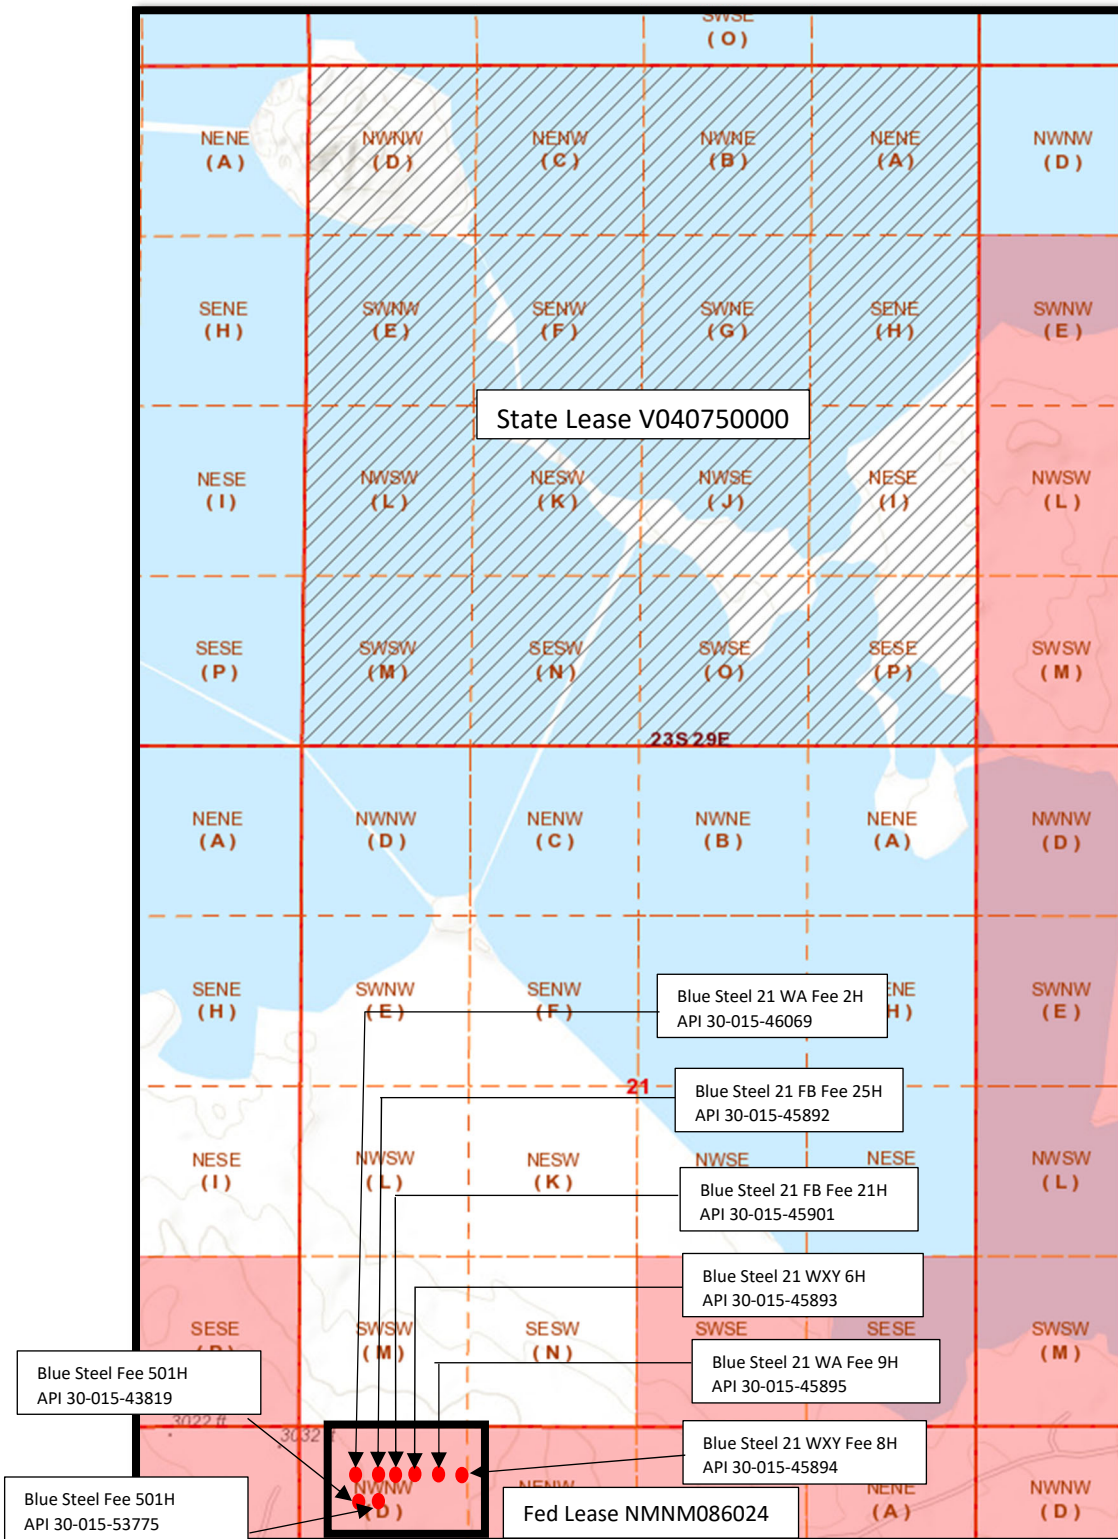 SWSE
(O)
NENE
(A)
NWNW
(D)
NENW
(C)
NWNE
(B)
NENE
(A)
NWNW
(D)
SENE
(H)
SWNW
(E)
SENW
(F)
SWNE
(G)
SENE
(H)
SWNW
(E)
State Lease V040750000
NESE
(I)
NWSW
(L)
NESW
(K)
NWSE
(J)
NESE
(I)
NWSW
(L)
SESE
(P)
SWSW
(M)
SESW
(N)
SWSE
(O)
SESE
(P)
SWSW
(M)
23S 29E
NENE
(A)
NWNW
(D)
NENW
(C)
NWNE
(B)
NENE
(A)
NWNW
(D)
SENE
(H)
SWNW
(E)
SENW
(F)
Blue Steel 21 WA Fee 2H
API 30-015-46069
ENE
H)
SWNW
(E)
21
Blue Steel 21 FB Fee 25H
API 30-015-45892
NESE
(I)
NWSW
(L)
NESW
(K)
NWSE
NESE
NWSW
(L)
Blue Steel 21 FB Fee 21H
API 30-015-45901
Blue Steel 21 WXY 6H
API 30-015-45893
SESE
SWSW
(M)
SESW
(N)
SWSE
SESE
SWSW
(M)
Blue Steel Fee 501H
API 30-015-43819
Blue Steel 21 WA Fee 9H
API 30-015-45895
3022 ft
3032 ft
Blue Steel 21 WXY Fee 8H
API 30-015-45894
Blue Steel Fee 501H
API 30-015-53775
NWNW
(D)
NENW
Fed Lease NMNM086024
NENE
(A)
NWNW
(D)